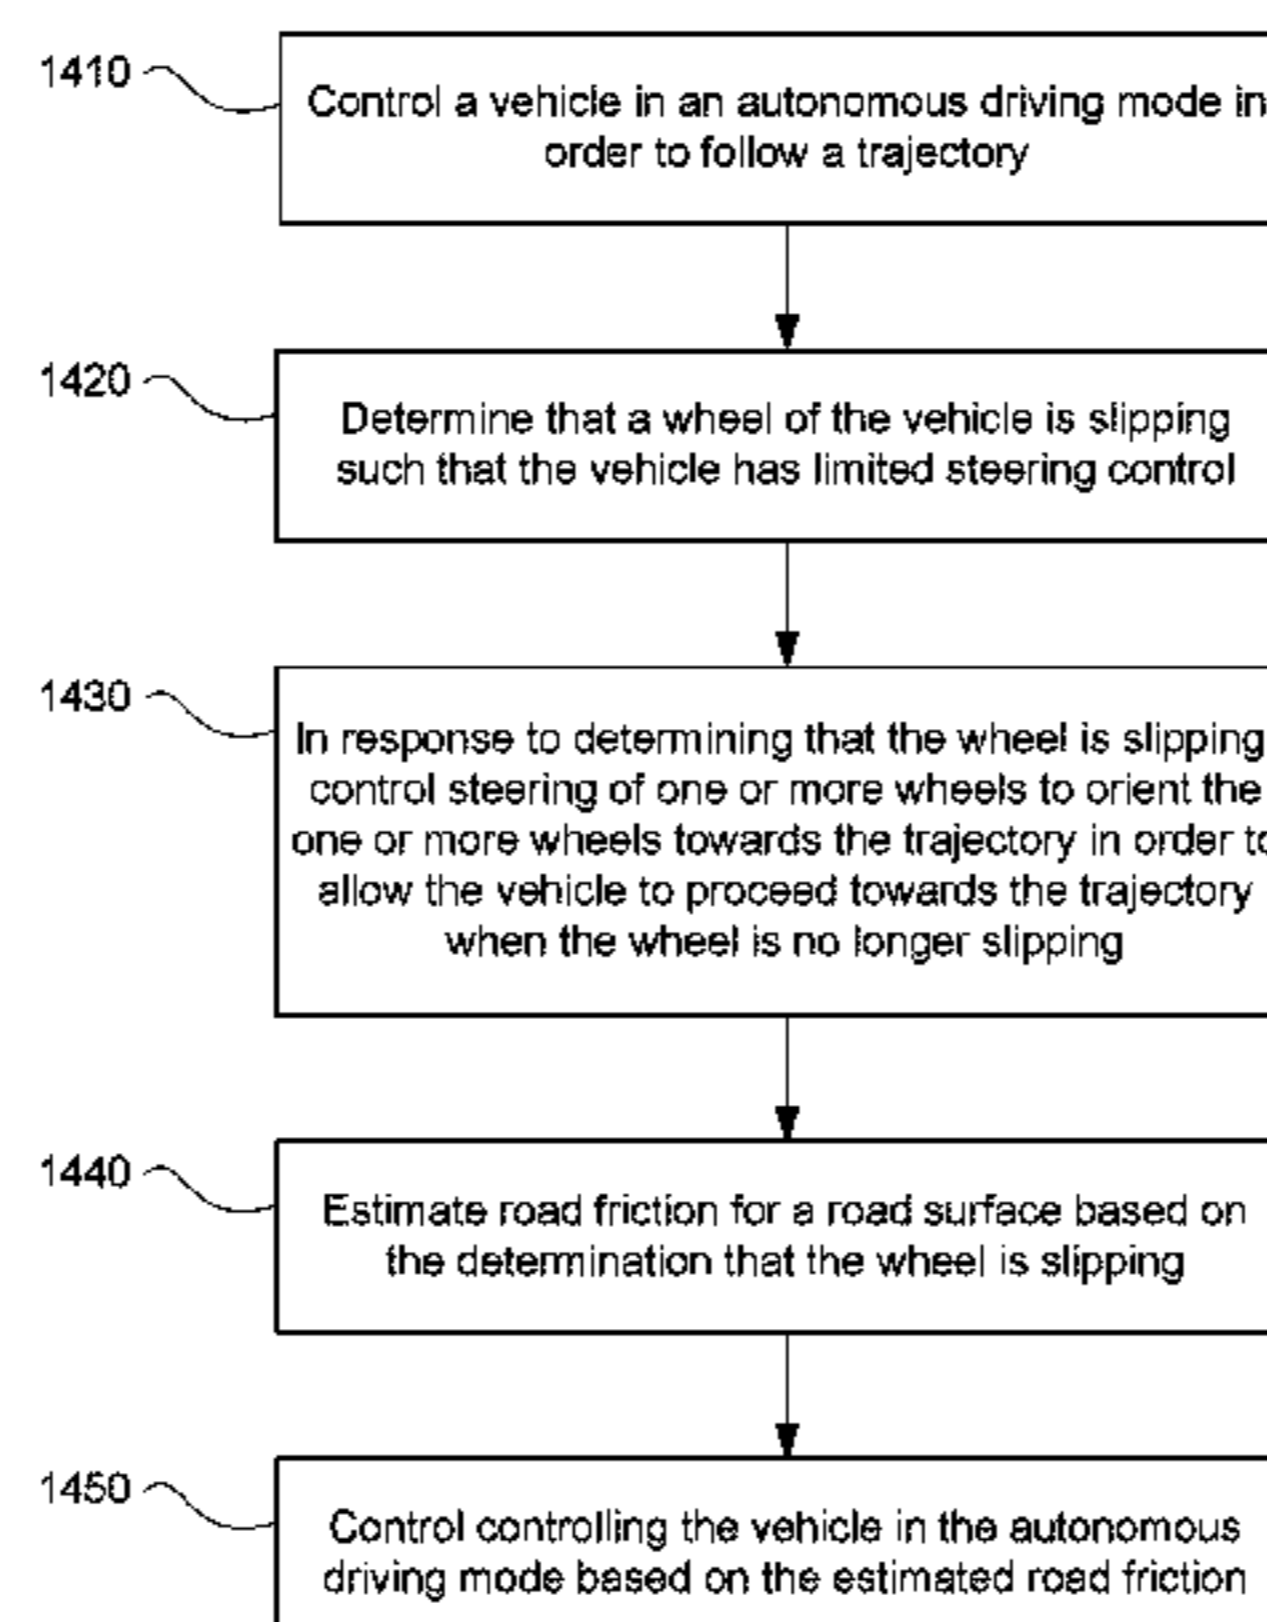 1410
Control a vehicle in an autonomous driving mode in
order to follow a trajectory
1420
Determine that a wheel of the vehicle is slipping
such that the vehicle has limited steering control
1430
In response to determining that the wheel is slipping
control steering of one or more wheels to orient the
one or more wheels towards the trajectory in order to
allow the vehicle to proceed towards the trajectory
when the wheel is no longer slipping
1440
Estimate road friction for a road surface based on
the determination that the wheel is slipping
1450
Control controlling the vehicle in the autonomous
driving mode based on the estimated road friction